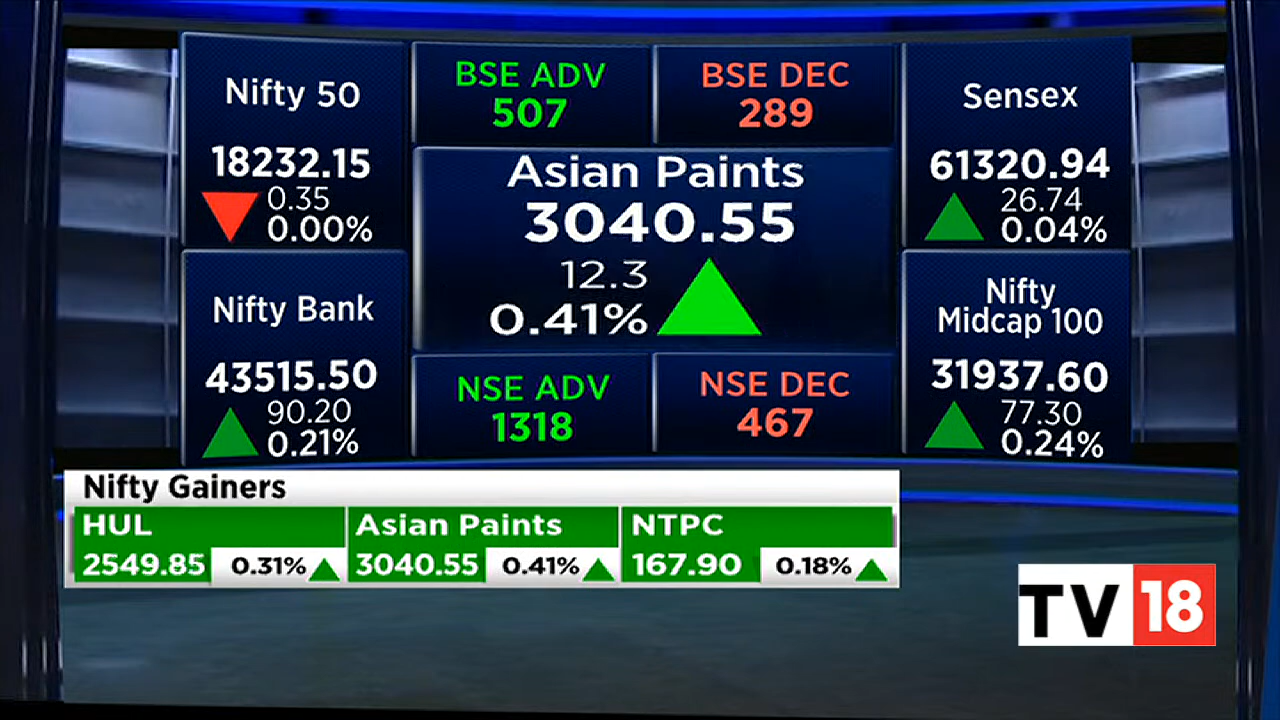 Nifty 50
18232.15
0.35
0.00%
BSE ADV
507
BSE DEC
289
Sensex
61320.94
26.74
0.04%
Asian Paints
3040.55
12.3
0.41%
Nifty Bank
43515.50
90.20
0.21%
NSE ADV
1318
NSE DEC
467
Nifty
Midcap 100
31937.60
77.30
0.24%
Nifty Gainers
HUL
2549.85 0.31%
Asian Paints
3040.55 0.41%
NTPC
167.90 0.18%
TV18